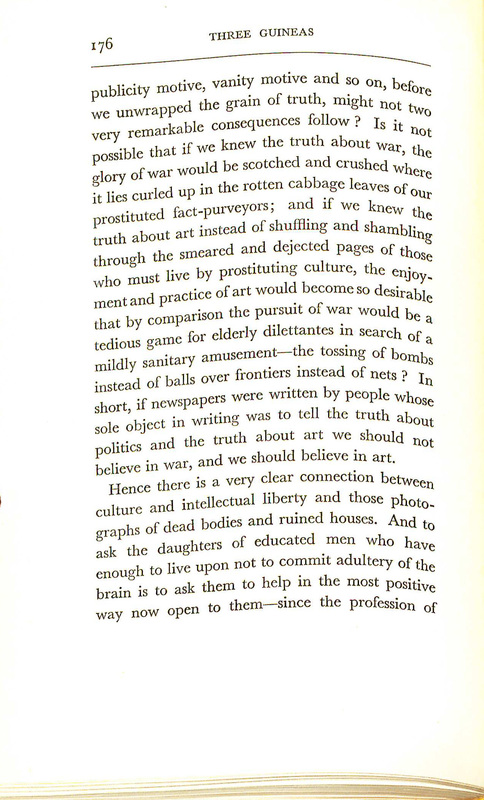 176
THREE GUINEAS
publicity motive, vanity motive and so on, before
we unwrapped the grain of truth, might not two
very remarkable consequences follow? Is it not
possible that if we knew the truth about war, the
glory of war would be scotched and crushed where
it lies curled up in the rotten cabbage leaves of our
prostituted fact-purveyors; and if we knew the
truth about art instead of shuffling and shambling
through the smeared and dejected pages of those
who must live by prostituting culture, the enjoy-
ment and practice of art would become so desirable
that by comparison the pursuit of war would be a
tedious game for elderly dilettantes in search of a
mildly sanitary amusement—the tossing of bombs
instead of balls over frontiers instead of nets? In
short, if newspapers were written by people whose
sole object in writing was to tell the truth about
politics and the truth about art we should not
believe in war, and we should believe in art.
Hence there is a very clear connection between
culture and intellectual liberty and those photo-
graphs of dead bodies and ruined houses. And to
ask the daughters of educated men who have
enough to live upon not to commit adultery of the
brain is to ask them to help in the most positive
way now open to them—since the profession of